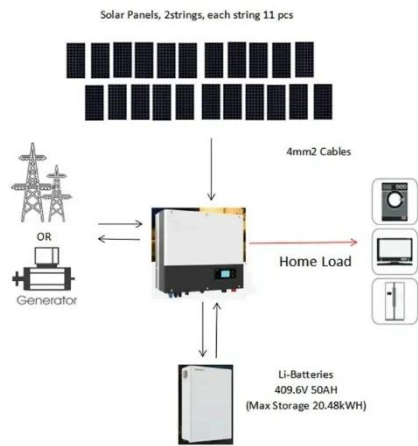 Solar Panels, 2strings, each string 11 pcs
4mm2 Cables
OR
Generator
Home Load
Li-Batteries
409.6V 50AH
(Max Storage 20.48kWH)